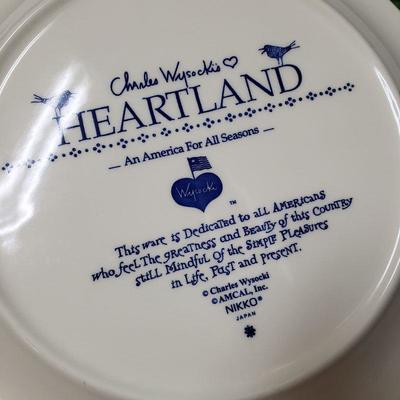 Charles Wysocki's
HEARTLAND
— An America For All Seasons —
Wysocki
TM
This ware is Dedicated to all Americans
who feel The Greatness and Beauty of this Country
still Mindful Of the Simple Pleasures
in Life, Past and Present.
© Charles Wysocki
© AMCAL, Inc.
NIKKO®
JAPAN